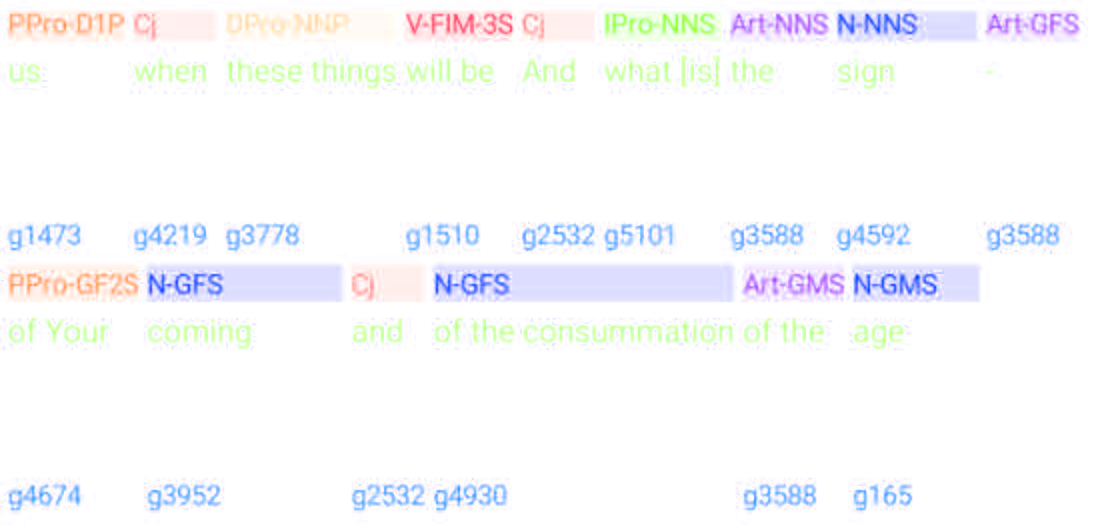 PPro-D1P Cj DPro-NNP V-FIM-3S Cj IPro-NNS Art-NNS N-NNS Art-GFS
us when these things will be And what [is] the sign -
g1473 g4219 g3778 g1510 g2532 g5101 g3588 g4592 g3588
PPro-GF2S N-GFS Cj N-GFS Art-GMS N-GMS
of Your coming and of the consummation of the age
g4674 g3952 g2532 g4930 g3588 g165